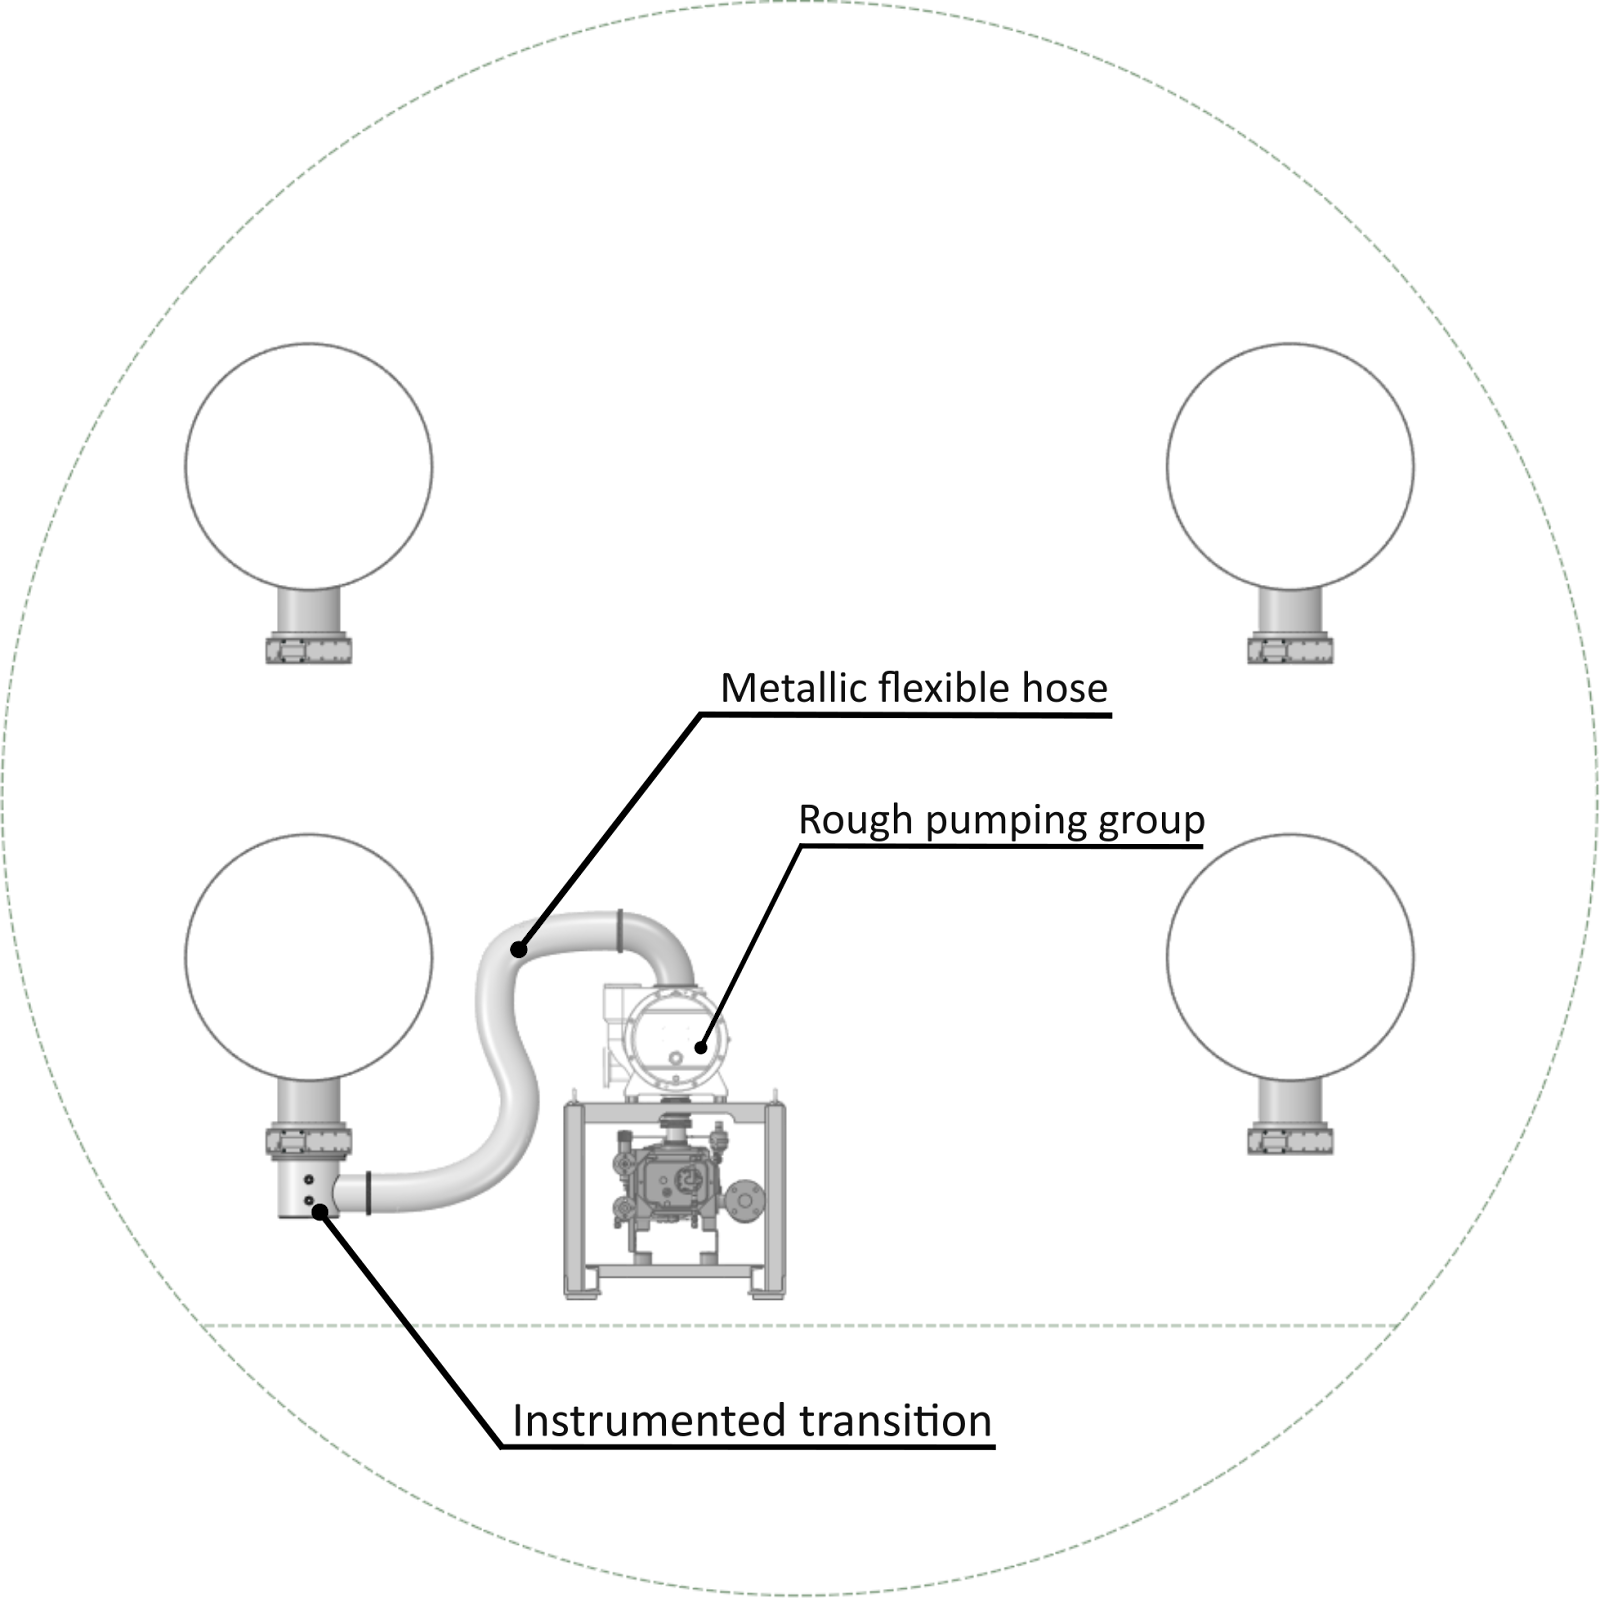 Metallic flexible hose
Rough pumping group
Instrumented transition